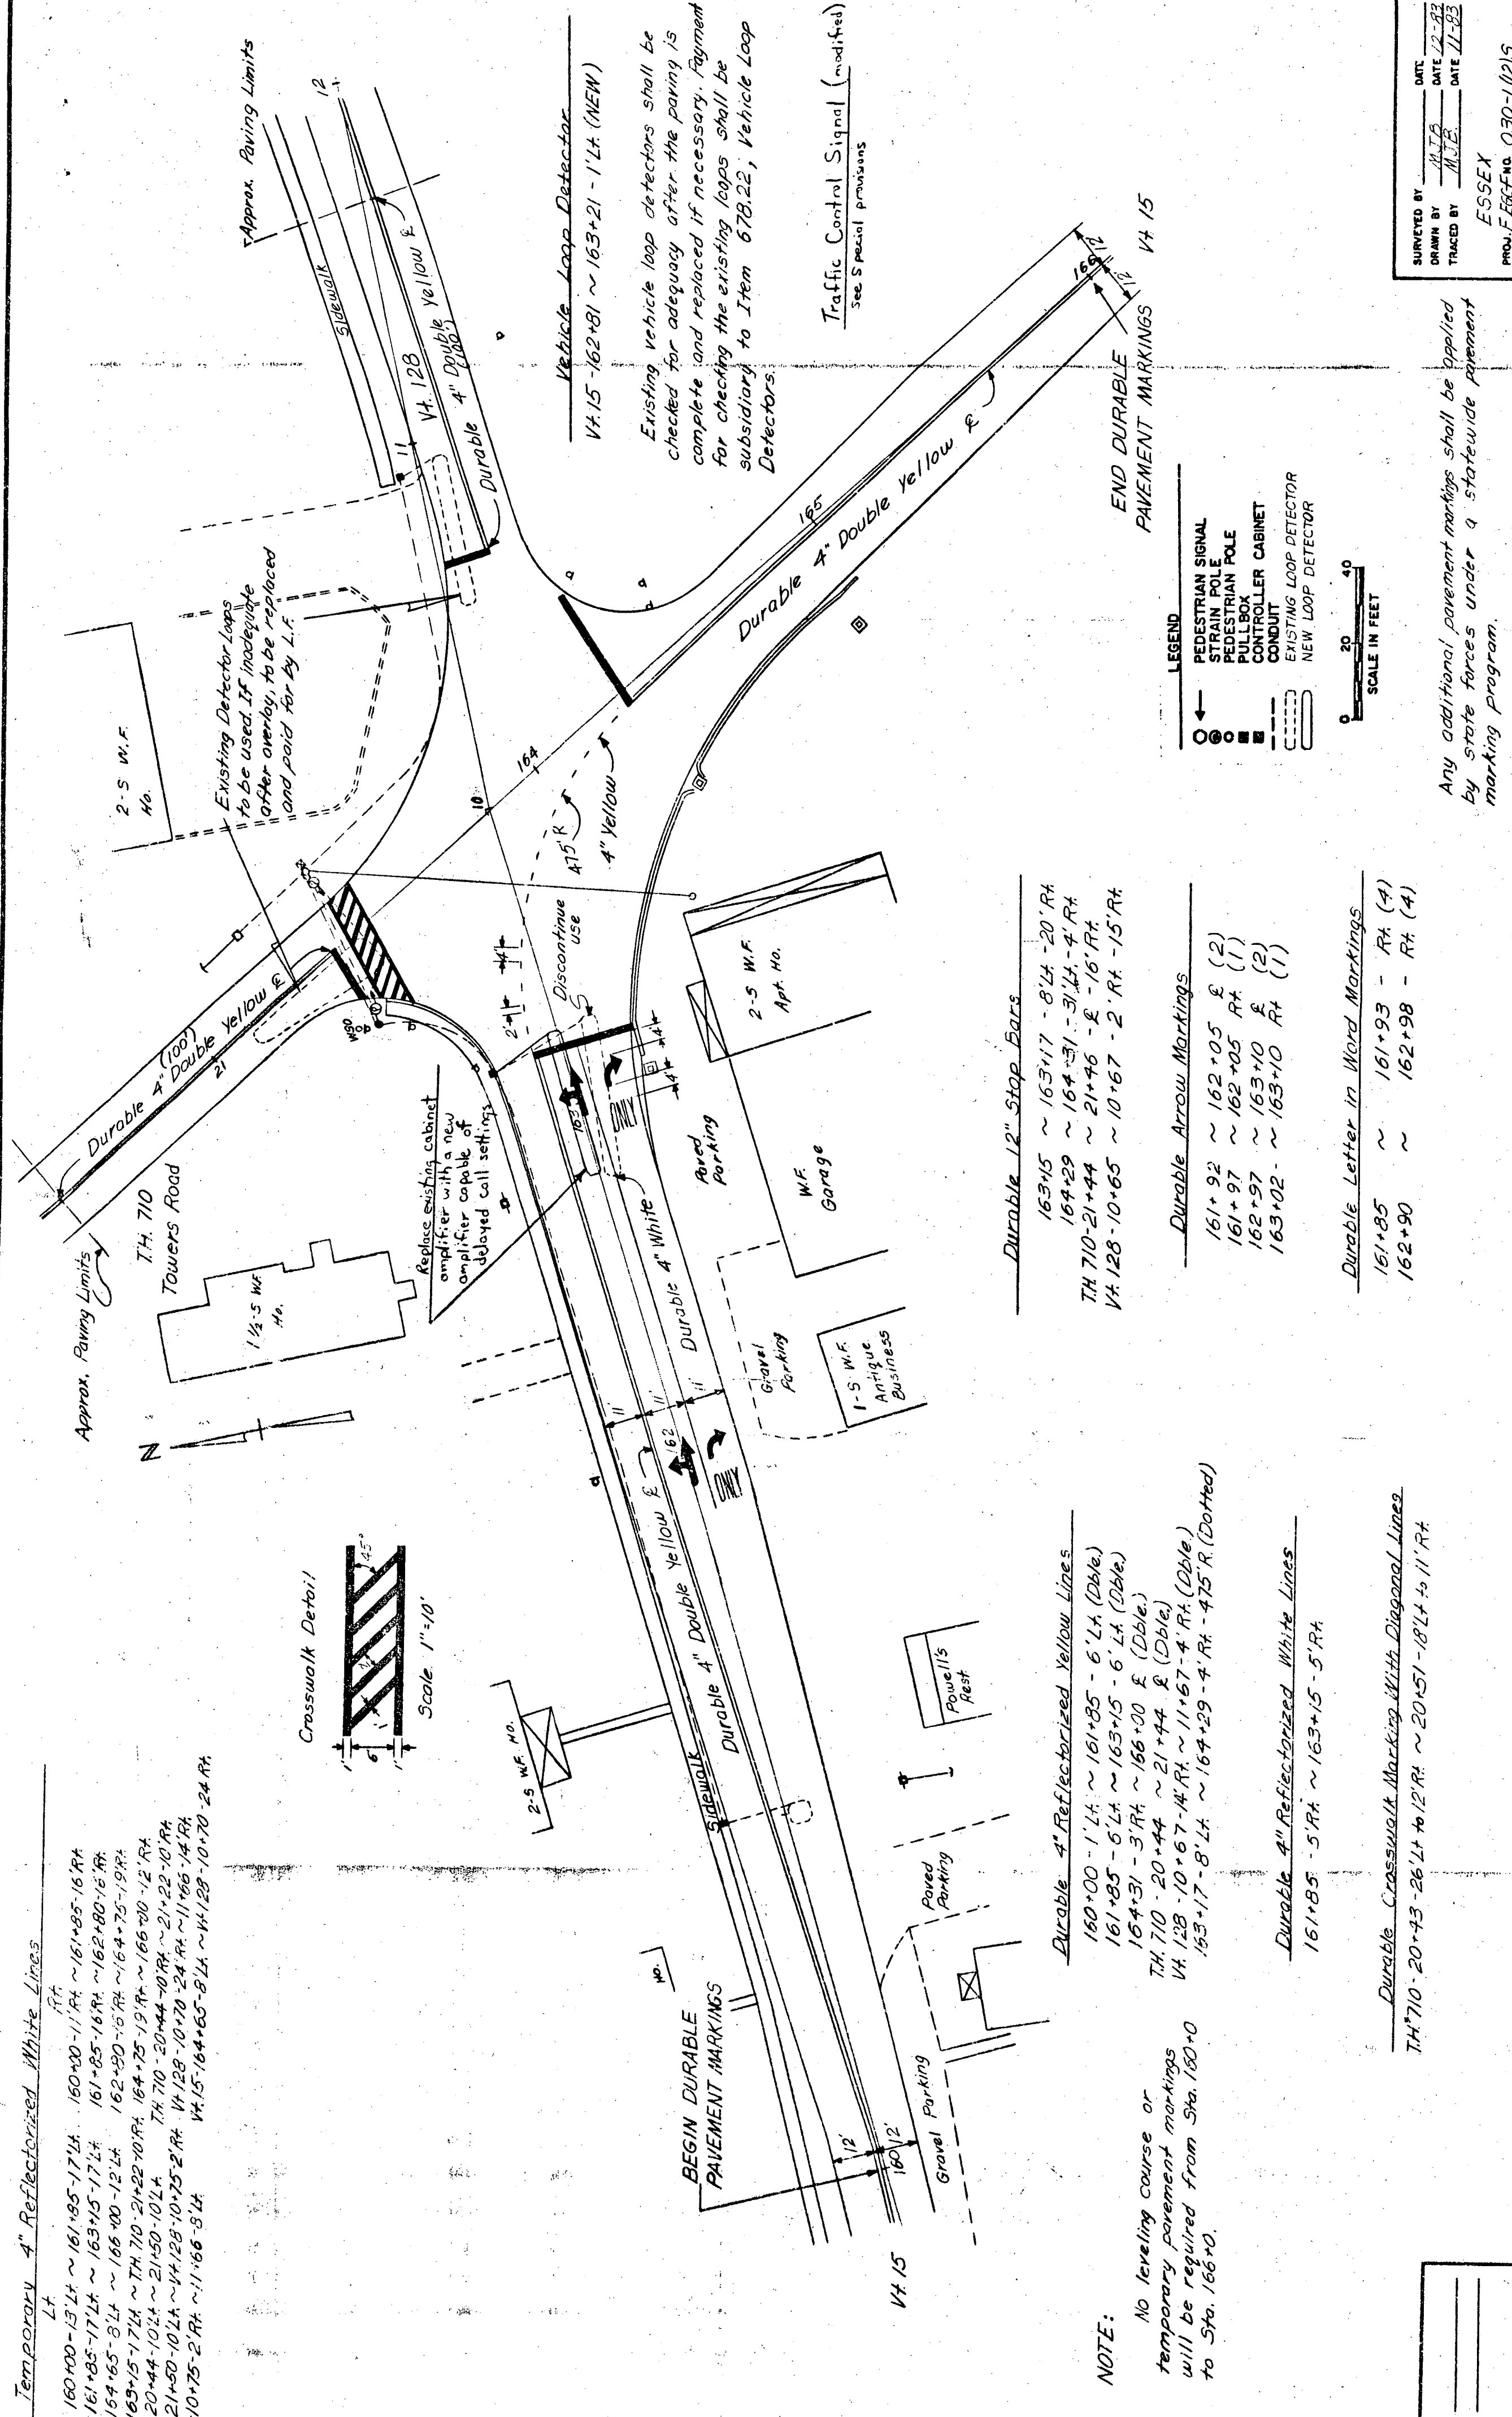 Temporary 4" Reflectorized White Lines
Lt. Rt.
160+00-13'Lt ~ 161+85-17'Lt. 160+00-11'Rt. ~ 161+85-16'Rt.
161+85-17'Lt ~ 163+15-17'Lt 161+85-16'Rt. ~ 162+80-16'Rt.
164+65-8'Lt ~ 166+00-12'Lt. 162+80-16'Rt. ~ 164+75-19'Rt.
163+15-17'Lt ~ T.H. 710-21+22-10'Rt. 164+75-19'Rt. ~ 166+00-12'Rt.
20+44-10'Lt ~ 21+50-10'Lt. T.H. 710-20+44-10'Rt. ~ 21+22-10'Rt.
21+50-10'Lt. ~ Vt.128-10+75-2'Rt. Vt.128-10+70-24'Rt. ~ 11+66-14'Rt.
10+75-2'Rt. ~ 11+66-8'Lt. Vt.15-164+65-8'Lt. ~ Vt.128-10+70-24'Rt.
Crosswalk Detail
1'
6'
1'
45°
Scale 1"=10'
N
Approx. Paving Limits
T.H. 710
Towers Road
Durable 4" Double Yellow ℄
(100')
21
1 1/2-S W.F.
Ho.
Replace existing cabinet
amplifier with a new
amplifier capable of
delayed call settings
2-S W.F.
Ho.
Existing Detector Loops
to be used. If inadequate
after overlay, to be replaced
and paid for by L.F.
Approx. Paving Limits
Sidewalk
12
11
Vt. 128
Durable 4" Double Yellow ℄
(100')
10
164
475' R
4" Yellow
Discontinue
use
2'
4'
2-S W.F. Ho.
Ho.
BEGIN DURABLE
PAVEMENT MARKINGS
Vt. 15
12'
160
12'
Sidewalk
Durable 4" Double Yellow ℄
162
ONLY
11'
11'
11'
Durable 4" White
163
ONLY
4'
4'
Gravel Parking
Paved
Parking
Powell's
Rest.
Gravel
Parking
1-S W.F.
Antique
Business
Paved
Parking
W.F.
Garage
2-S W.F.
Apt. Ho.
Durable 4" Double Yellow ℄
165
166
12
12
Vt. 15
END DURABLE
PAVEMENT MARKINGS
Vehicle Loop Detector
Vt.15-162+81 ~ 163+21 - 1'Lt. (NEW)
Existing vehicle loop detectors shall be
checked for adequacy after the paving is
complete and replaced if necessary. Payment
for checking the existing loops shall be
subsidiary to Item 678.22, Vehicle Loop
Detectors.
Traffic Control Signal (modified)
see special provisions
NOTE:
No leveling course or
temporary pavement markings
will be required from Sta. 160+0
to Sta. 166+0.
Durable 4" Reflectorized Yellow Lines
160+00 - 1' Lt. ~ 161+85 - 6' Lt. (Dble.)
161+85 - 6' Lt. ~ 163+15 - 6' Lt. (Dble.)
164+31 - 3' Rt. ~ 166+00 ℄ (Dble.)
T.H. 710 - 20+44 ~ 21+44 ℄ (Dble.)
Vt. 128 - 10+67-14' Rt. ~ 11+67-4' Rt. (Dble.)
163+17 - 8' Lt. ~ 164+29-4' Rt. - 475' R. (Dotted)
Durable 4" Reflectorized White Lines
161+85 - 5' Rt. ~ 163+15 - 5' Rt.
Durable Crosswalk Marking With Diagonal Lines
T.H. 710-20+43-26'Lt to 12'Rt. ~ 20+51-18'Lt to 11' Rt.
Durable 12" Stop Bars
163+15 ~ 163+17 - 8'Lt. - 20' Rt.
164+29 ~ 164+31 - 31'Lt. - 4' Rt.
T.H. 710-21+44 ~ 21+46 - ℄ - 16' Rt.
Vt. 128 - 10+65 ~ 10+67 - 2' Rt. - 15' Rt.
Durable Arrow Markings
161+92 ~ 162+05 ℄ (2)
161+97 ~ 162+05 Rt. (1)
162+97 ~ 163+10 ℄ (2)
163+02 ~ 163+10 Rt (1)
Durable Letter in Word Markings
161+85 ~ 161+93 - Rt. (4)
162+90 ~ 162+98 - Rt. (4)
LEGEND
PEDESTRIAN SIGNAL
STRAIN POLE
PEDESTRIAN POLE
PULLBOX
CONTROLLER CABINET
CONDUIT
EXISTING LOOP DETECTOR
NEW LOOP DETECTOR
0 20 40
SCALE IN FEET
Any additional pavement markings shall be applied
by state forces under a statewide pavement
marking program.
SURVEYED BY DATE
DRAWN BY M.J.B. DATE 12-83
TRACED BY M.J.B. DATE 11-83
ESSEX
PROJ. F EGC F NO. 030-1(12)S